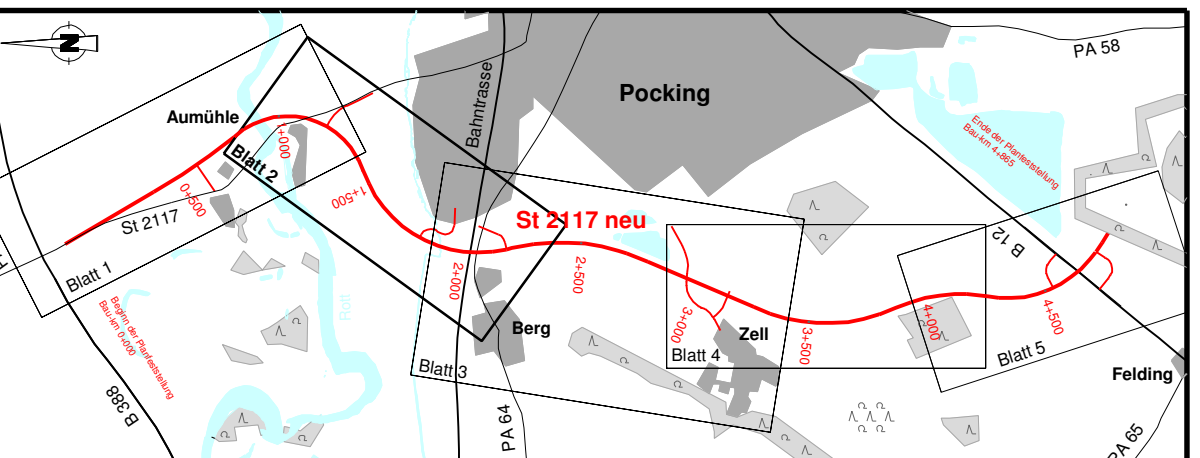 N
Pocking
PA 58
Aumühle
Bahntrasse
Blatt 2
+000
0+500
1+500
St 2117
St 2117 neu
Ende der Planfeststellung
Bau-km 4+865
B 12
Blatt 1
Beginn der Planfeststellung
Bau-km 0+000
Rott
2+000
2+500
Berg
3+000
Zell
3+500
4+000
4+500
Blatt 3
Blatt 4
Blatt 5
Felding
B 388
PA 64
PA 65